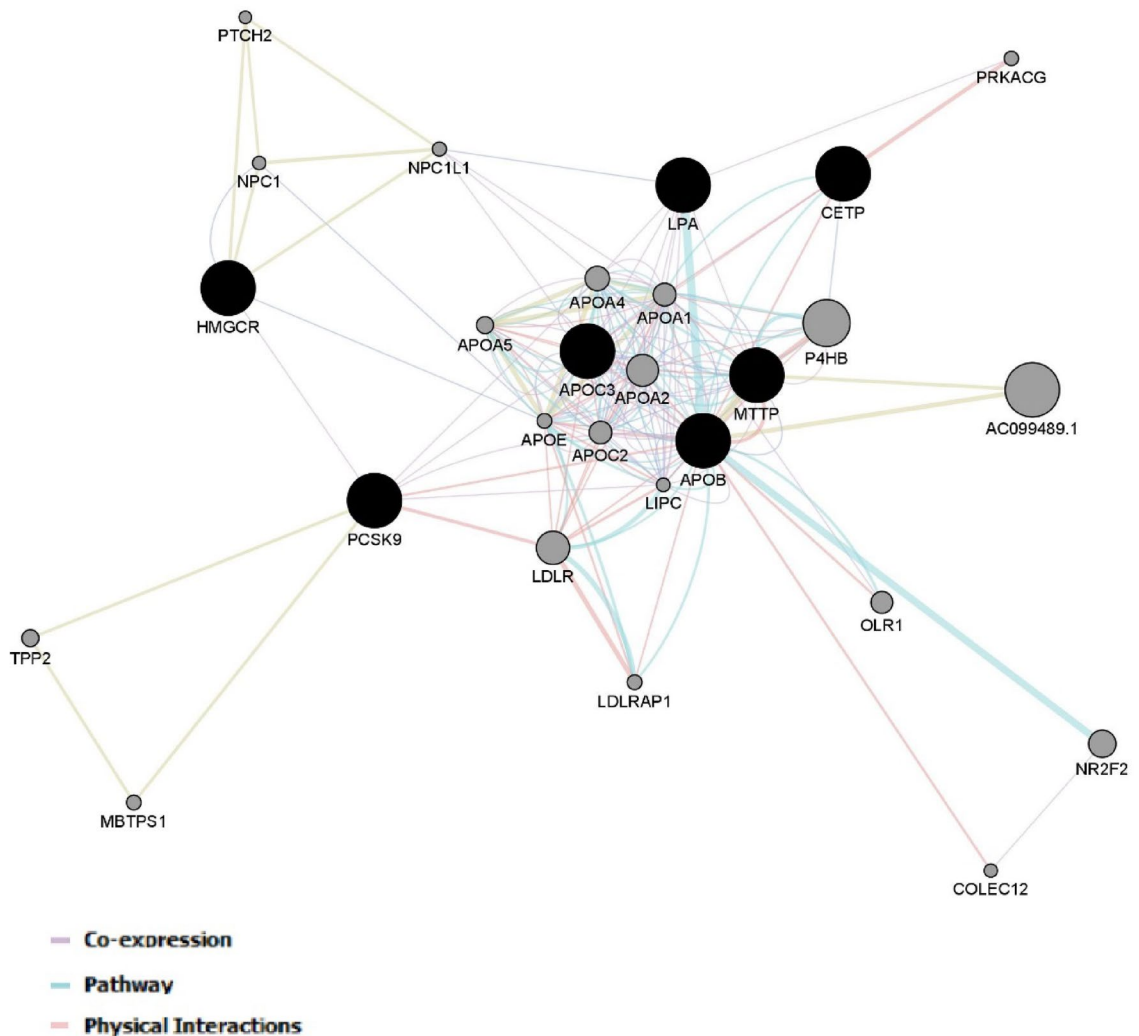 PTCH2
PRKACG
NPC1
NPC1L1
LPA
CETP
HMGCR
APOA4
APOA1
APOA5
P4HB
APOC3
APOA2
MTTP
AC099489.1
APOE
APOC2
APOB
LIPC
PCSK9
LDLR
OLR1
TPP2
LDLRAP1
NR2F2
MBTPS1
COLEC12
Co-expression
Pathway
Physical Interactions